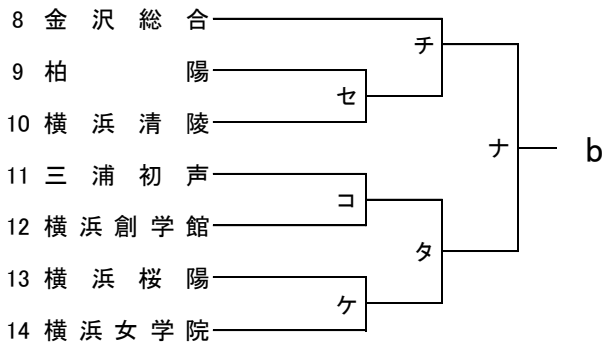 8 金沢総合
チ
9 柏陽
セ
10 横浜清陵
ナ b
11 三浦初声
コ
12 横浜創学館
タ
13 横浜桜陽
ケ
14 横浜女学院